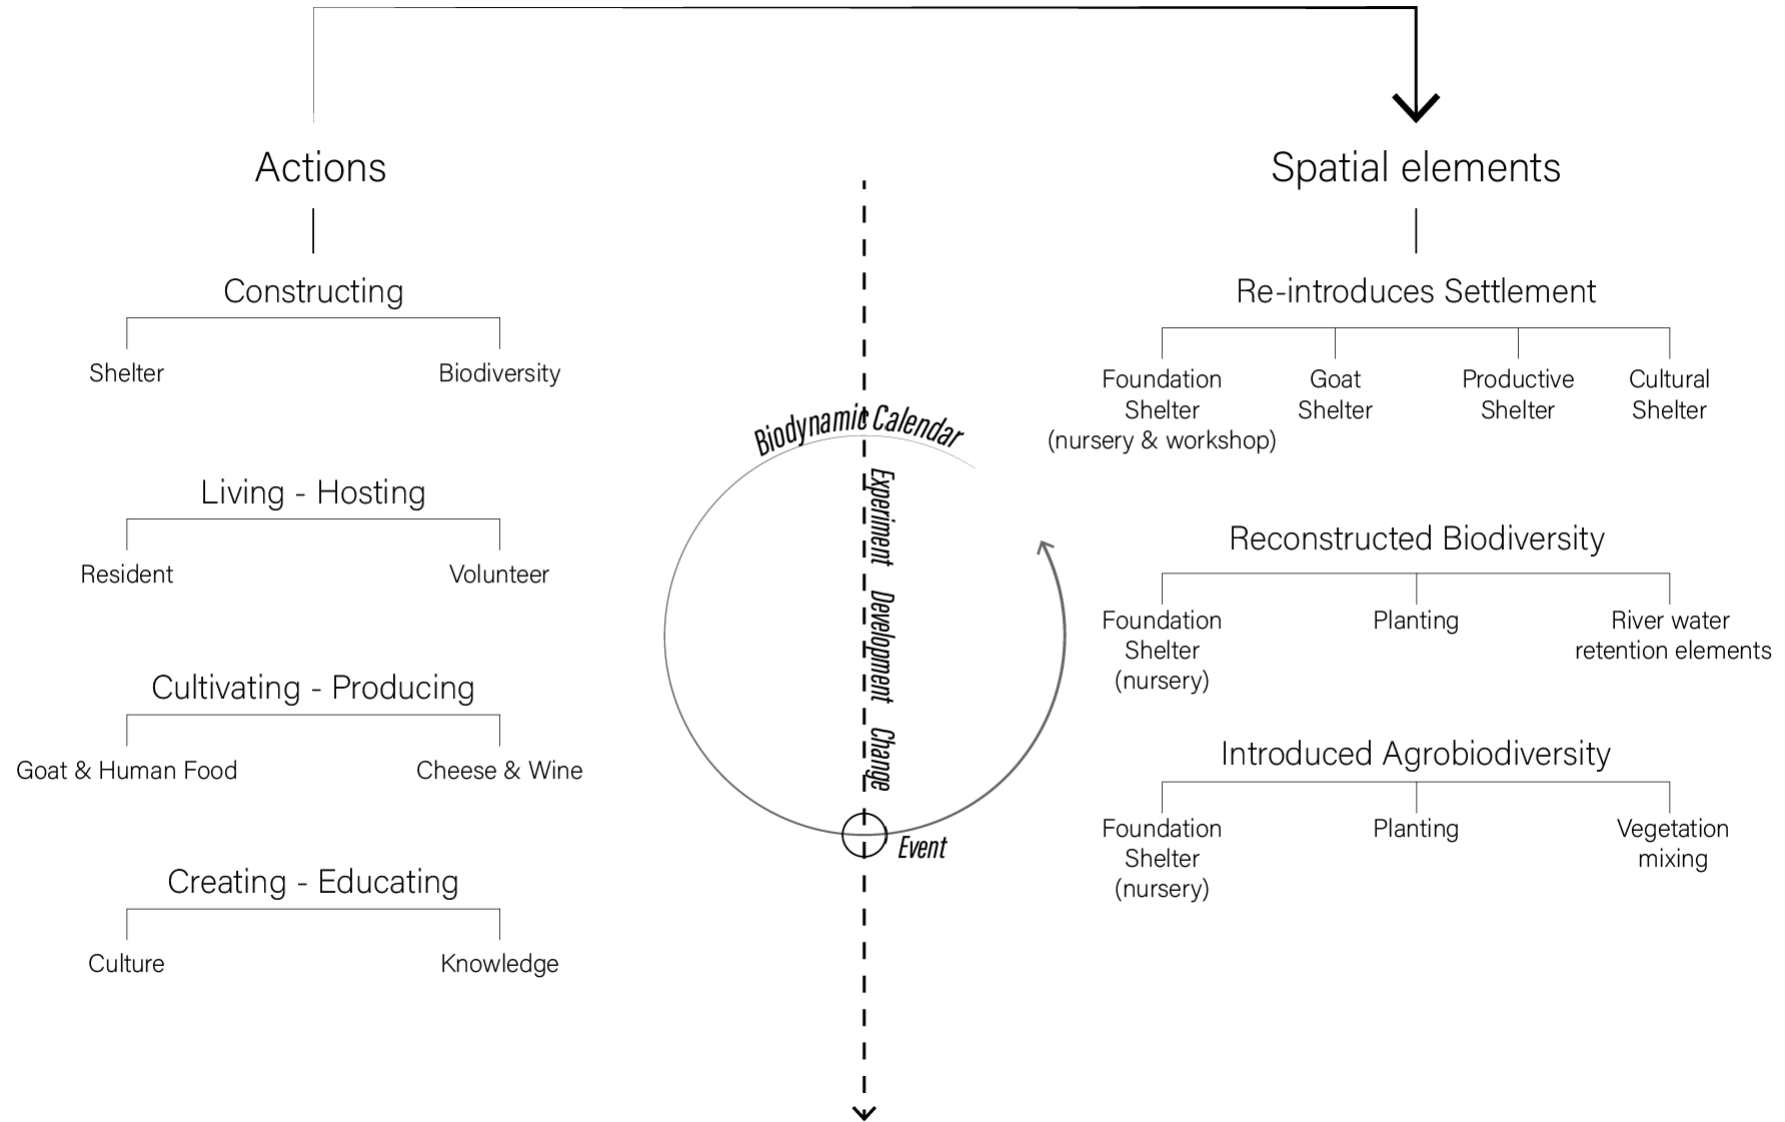 Actions
Constructing
Shelter
Biodiversity
Living - Hosting
Resident
Volunteer
Cultivating - Producing
Goat & Human Food
Cheese & Wine
Creating - Educating
Culture
Knowledge
Biodynamic Calendar
Experiment
Development
Change
Event
Spatial elements
Re-introduces Settlement
Foundation
Shelter
(nursery & workshop)
Goat
Shelter
Productive
Shelter
Cultural
Shelter
Reconstructed Biodiversity
Foundation
Shelter
(nursery)
Planting
River water
retention elements
Introduced Agrobiodiversity
Foundation
Shelter
(nursery)
Planting
Vegetation
mixing